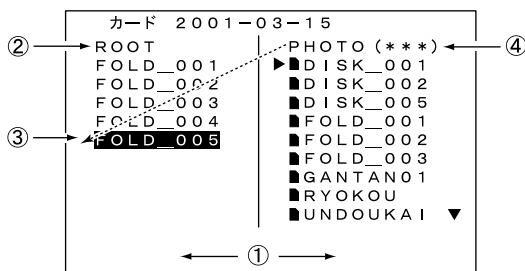 カード 2001-03-15
② ROOT
FOLD_001
FOLD_002
FOLD_003
FOLD_004
③ FOLD_005
PHOTO(***) ④
▶DISK_001
DISK_002
DISK_005
FOLD_001
FOLD_002
FOLD_003
GANTAN01
RYOKOU
UNDOUKAI ▼
①